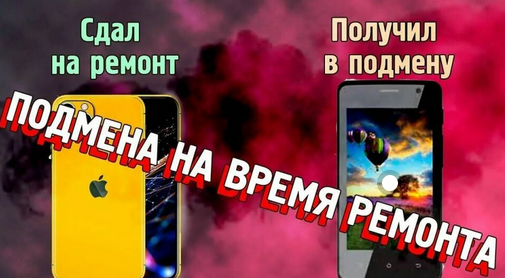 Сдал
на ремонт
Получил
в подмену
ПОДМЕНА НА ВРЕМЯ РЕМОНТА